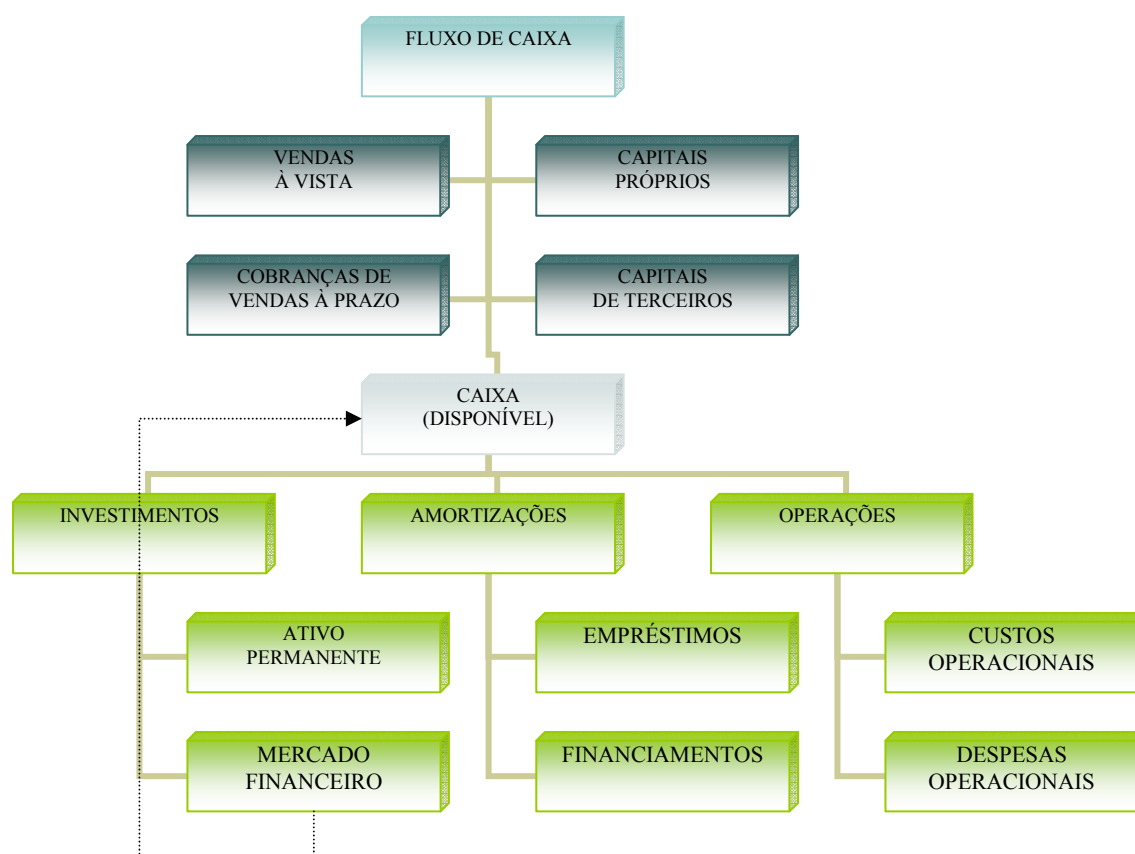 FLUXO DE CAIXA
VENDAS
À VISTA
CAPITAIS
PRÓPRIOS
COBRANÇAS DE
VENDAS À PRAZO
CAPITAIS
DE TERCEIROS
CAIXA
(DISPONÍVEL)
INVESTIMENTOS
AMORTIZAÇÕES
OPERAÇÕES
ATIVO
PERMANENTE
EMPRÉSTIMOS
CUSTOS
OPERACIONAIS
MERCADO
FINANCEIRO
FINANCIAMENTOS
DESPESAS
OPERACIONAIS